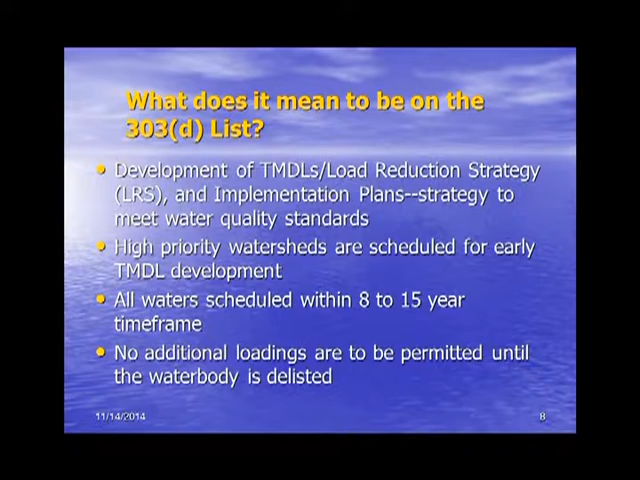 What does it mean to be on the
303(d) List?
• Development of TMDLs/Load Reduction Strategy
(LRS), and Implementation Plans--strategy to
meet water quality standards
• High priority watersheds are scheduled for early
TMDL development
• All waters scheduled within 8 to 15 year
timeframe
• No additional loadings are to be permitted until
the waterbody is delisted
11/14/2014
8